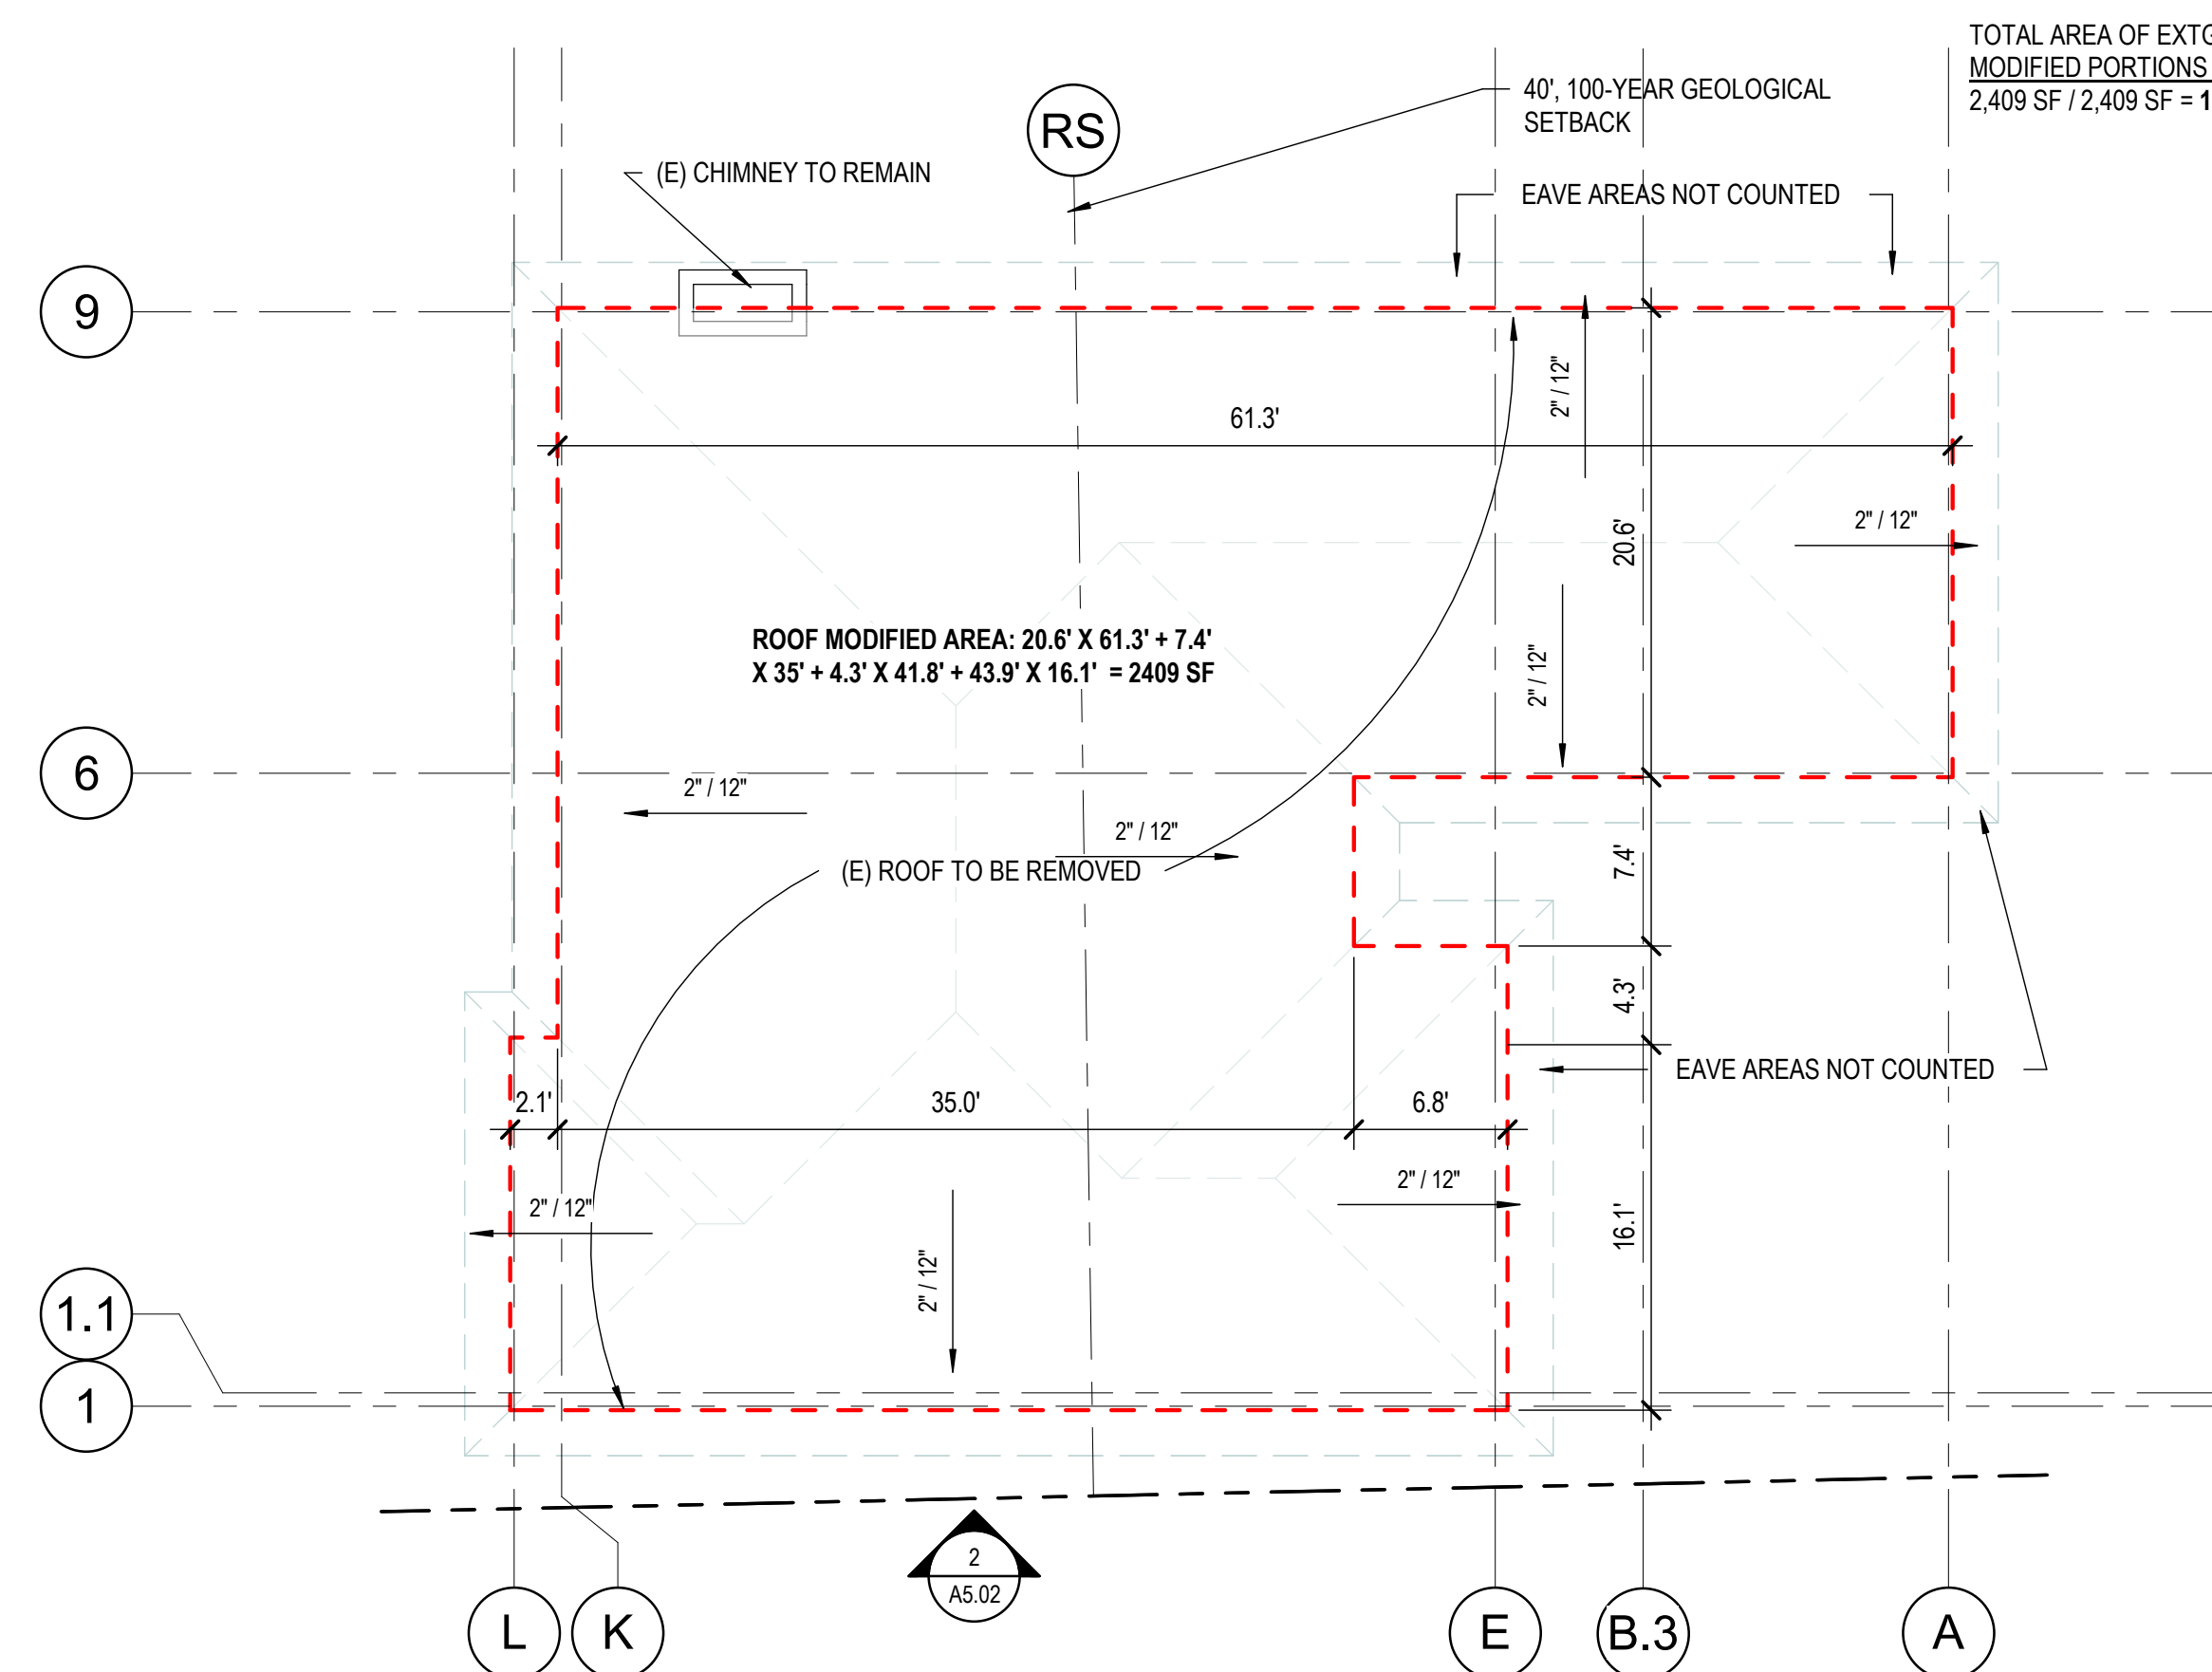 TOTAL AREA OF EXTG
MODIFIED PORTIONS
2,409 SF / 2,409 SF = 1
40', 100-YEAR GEOLOGICAL
SETBACK
RS
(E) CHIMNEY TO REMAIN
EAVE AREAS NOT COUNTED
9
2" / 12"
61.3'
2" / 12"
20.6'
ROOF MODIFIED AREA: 20.6' X 61.3' + 7.4'
X 35' + 4.3' X 41.8' + 43.9' X 16.1' = 2409 SF
2" / 12"
6
2" / 12"
2" / 12"
7.4'
(E) ROOF TO BE REMOVED
4.3'
EAVE AREAS NOT COUNTED
2.1'
35.0'
6.8'
2" / 12"
2" / 12"
16.1'
2" / 12"
1.1
1
2
A5.02
L
K
E
B.3
A